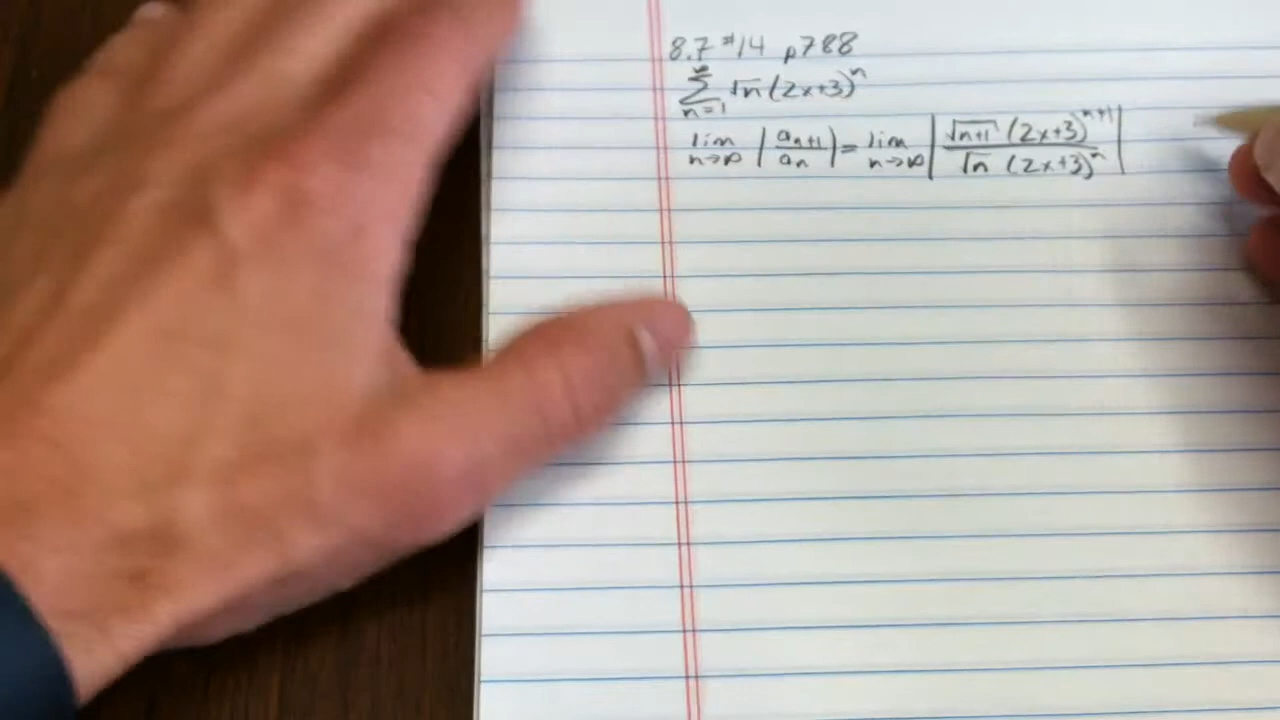 8.7 #14 p788
∑_{n=1}^{∞} √n (2x+3)^n
lim_{n→∞} |a_{n+1}/a_n| = lim_{n→∞} |√(n+1) (2x+3)^{n+1} / √n (2x+3)^n|